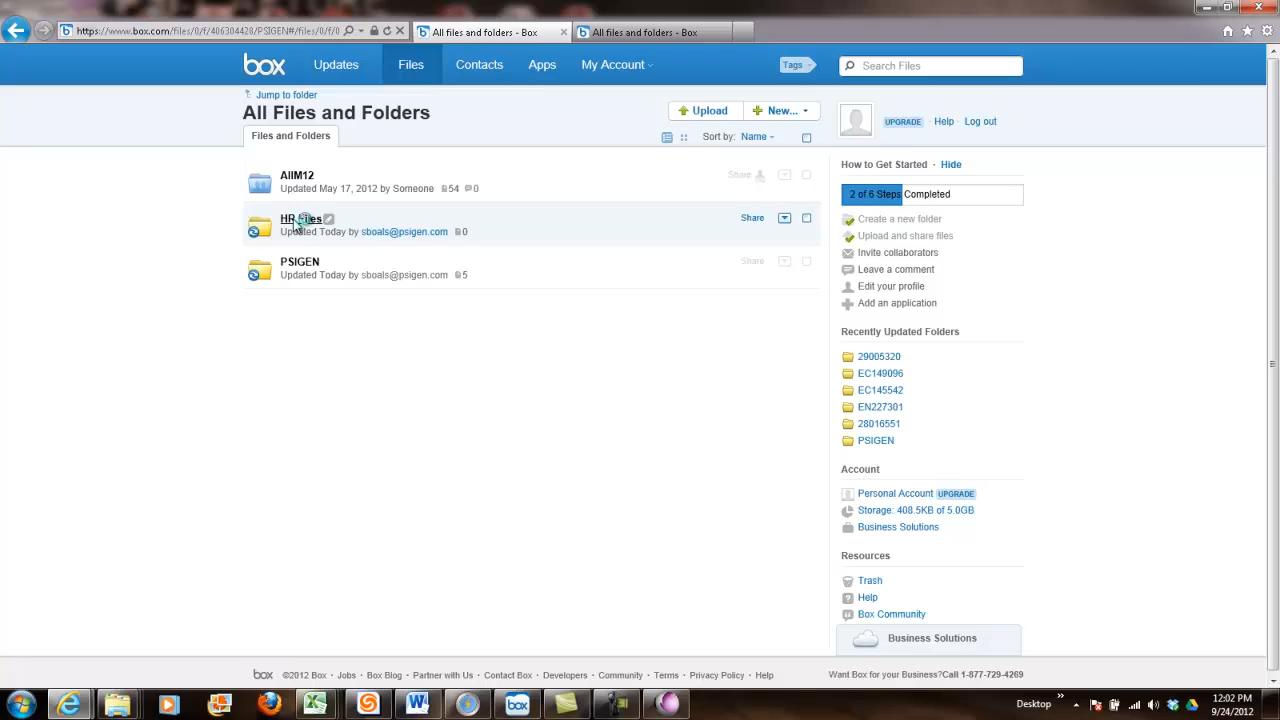 https://www.box.com/files/0/f/406304428/PSIGEN#/files/0/f/0
All files and folders - Box
All files and folders - Box
box
Updates
Files
Contacts
Apps
My Account
Tags
Search Files
Jump to folder
All Files and Folders
Upload
New...
UPGRADE · Help · Log out
Files and Folders
Sort by: Name
How to Get Started · Hide
AIIM12
Updated May 17, 2012 by Someone 54 0
Share
2 of 6 Steps Completed
HR Files
Updated Today by sboals@psigen.com 0
Share
Create a new folder
Upload and share files
Invite collaborators
PSIGEN
Updated Today by sboals@psigen.com 5
Share
Leave a comment
Edit your profile
Add an application
Recently Updated Folders
29005320
EC149096
EC145542
EN227301
28016551
PSIGEN
Account
Personal Account UPGRADE
Storage: 408.5KB of 5.0GB
Business Solutions
Resources
Trash
Help
Box Community
Business Solutions
box ©2012 Box · Jobs · Box Blog · Partner with Us · Contact Box · Developers · Community · Terms · Privacy Policy · Help
Want Box for your Business?Call 1-877-729-4269
box
Desktop
12:02 PM
9/24/2012